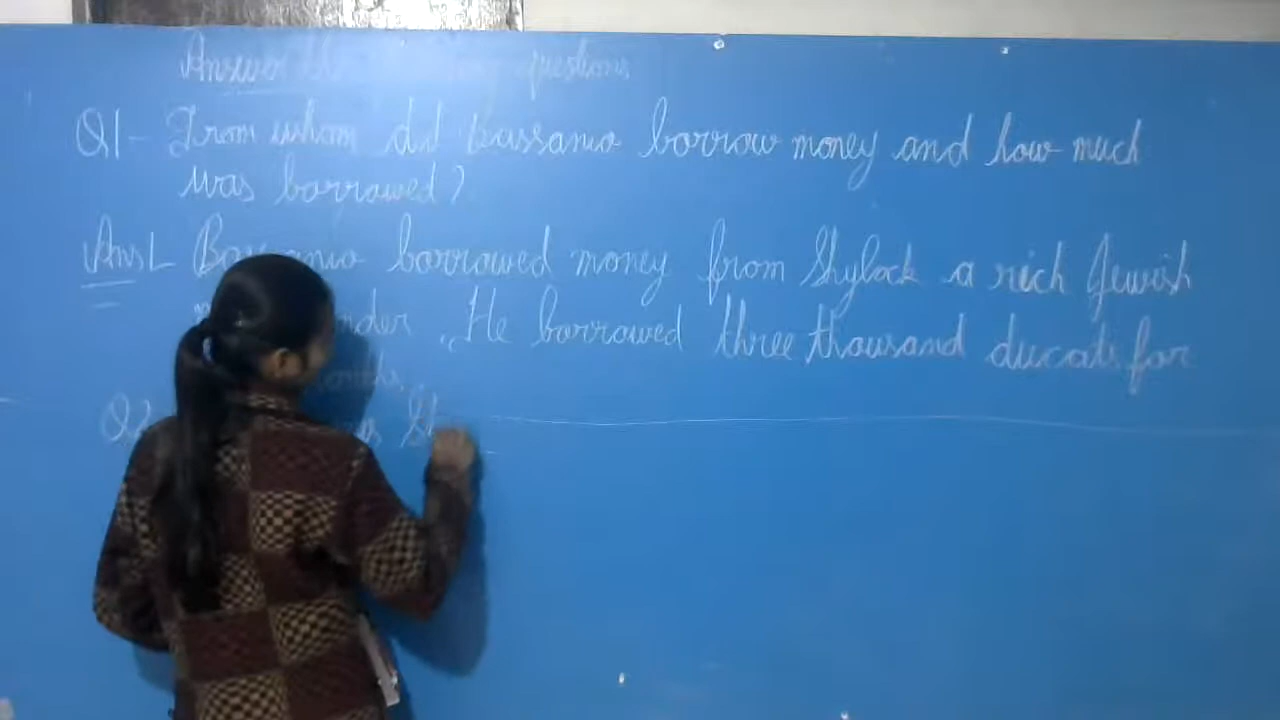 Answer the questions
Q1- From whom did Bassanio borrow money and how much
was borrowed?
Ans1 Bassanio borrowed money from Shylock a rich Jewish
. He borrowed three thousand ducats for
Q2